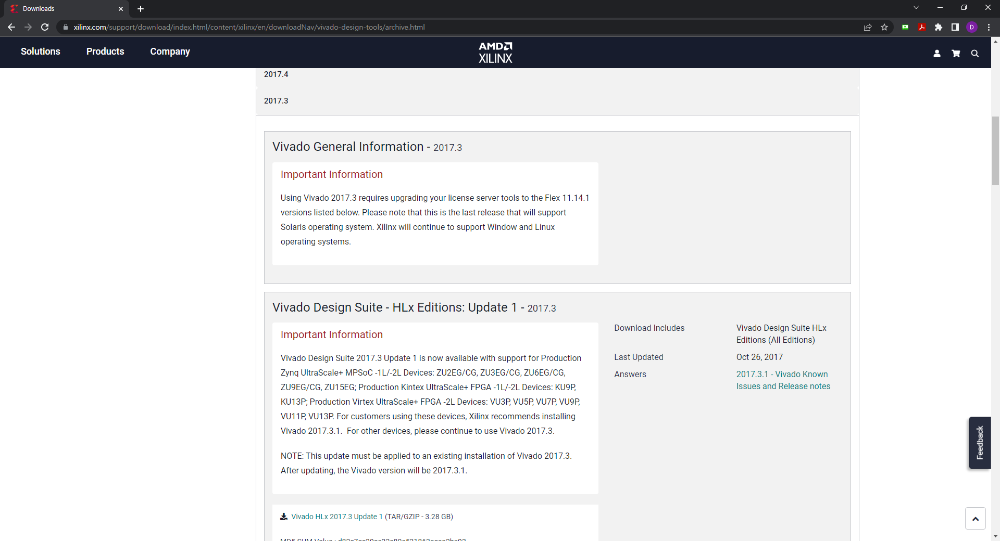 Downloads
xilinx.com/support/download/index.html/content/xilinx/en/downloadNav/vivado-design-tools/archive.html
D
Solutions
Products
Company
AMD
XILINX
2017.4
2017.3
Vivado General Information - 2017.3
Important Information
Using Vivado 2017.3 requires upgrading your license server tools to the Flex 11.14.1
versions listed below. Please note that this is the last release that will support
Solaris operating system. Xilinx will continue to support Window and Linux
operating systems.
Vivado Design Suite - HLx Editions: Update 1 - 2017.3
Important Information
Vivado Design Suite 2017.3 Update 1 is now available with support for Production
Zynq UltraScale+ MPSoC -1L/-2L Devices: ZU2EG/CG, ZU3EG/CG, ZU6EG/CG,
ZU9EG/CG, ZU15EG; Production Kintex UltraScale+ FPGA -1L/-2L Devices: KU9P,
KU13P; Production Virtex UltraScale+ FPGA -2L Devices: VU3P, VU5P, VU7P, VU9P,
VU11P, VU13P. For customers using these devices, Xilinx recommends installing
Vivado 2017.3.1.  For other devices, please continue to use Vivado 2017.3.
NOTE: This update must be applied to an existing installation of Vivado 2017.3.
After updating, the Vivado version will be 2017.3.1.
Vivado HLx 2017.3 Update 1 (TAR/GZIP - 3.28 GB)
MD5 SUM Value :
Download Includes
Vivado Design Suite HLx
Editions (All Editions)
Last Updated
Oct 26, 2017
Answers
2017.3.1 - Vivado Known
Issues and Release notes
Feedback